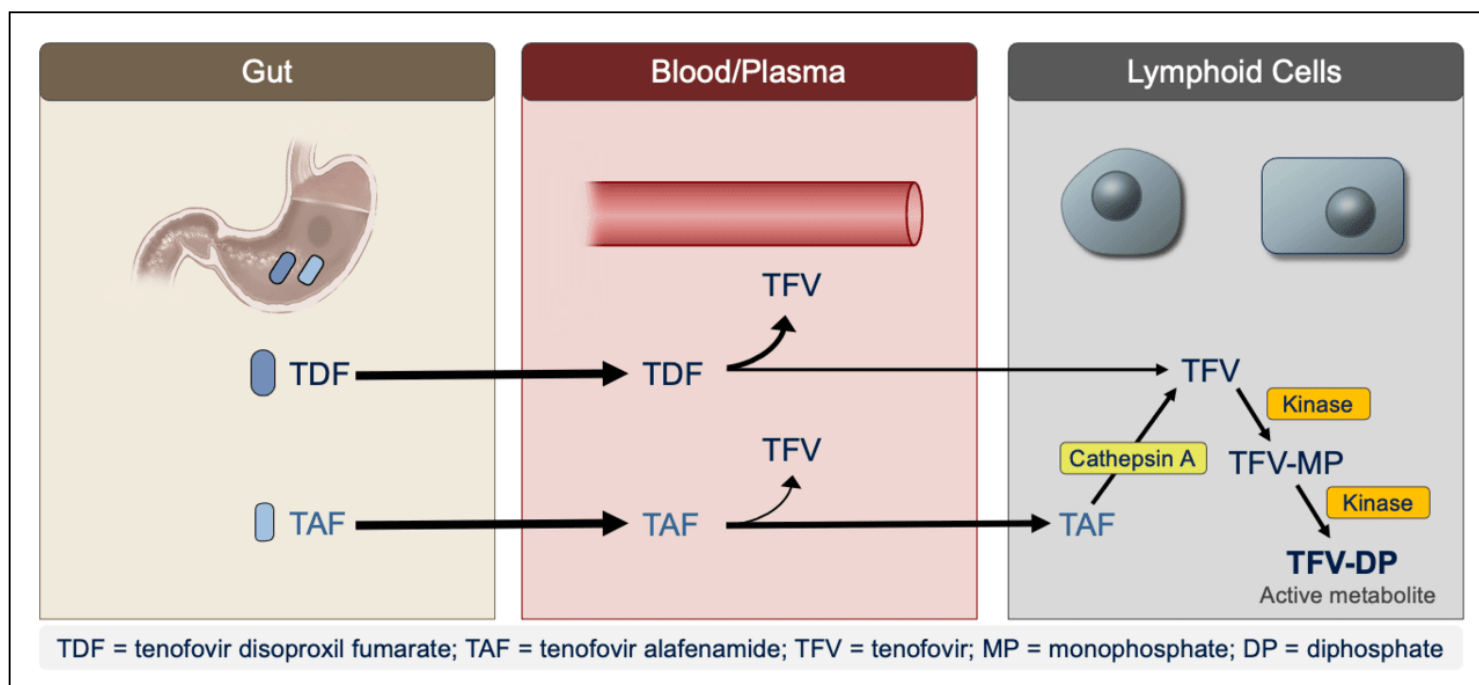 Gut
Blood/Plasma
Lymphoid Cells
TFV
TDF
TDF
TFV
Kinase
TFV
Cathepsin A
TFV-MP
Kinase
TAF
TAF
TAF
TFV-DP
Active metabolite
TDF = tenofovir disoproxil fumarate; TAF = tenofovir alafenamide; TFV = tenofovir; MP = monophosphate; DP = diphosphate